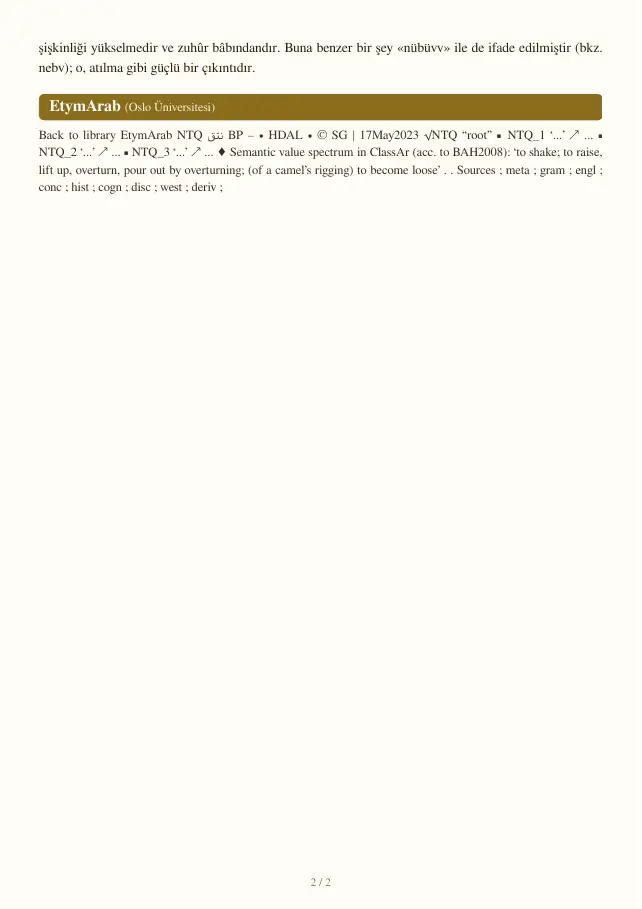 şişkinliği yükselmedir ve zuhûr bâbındandır. Buna benzer bir şey «nübüvv» ile de ifade edilmiştir (bkz.
nebv); o, atılma gibi güçlü bir çıkıntıdır.
EtymArab (Oslo Üniversitesi)
Back to library EtymArab NTQ نتق BP – • HDAL • © SG | 17May2023 √NTQ “root” ▪ NTQ_1 ‘...’ ↗ ... ▪
NTQ_2 ‘...’ ↗ ... ▪ NTQ_3 ‘...’ ↗ ... ♦ Semantic value spectrum in ClassAr (acc. to BAH2008): ‘to shake; to raise,
lift up, overturn, pour out by overturning; (of a camel’s rigging) to become loose’ . . Sources ; meta ; gram ; engl ;
conc ; hist ; cogn ; disc ; west ; deriv ;
2 / 2